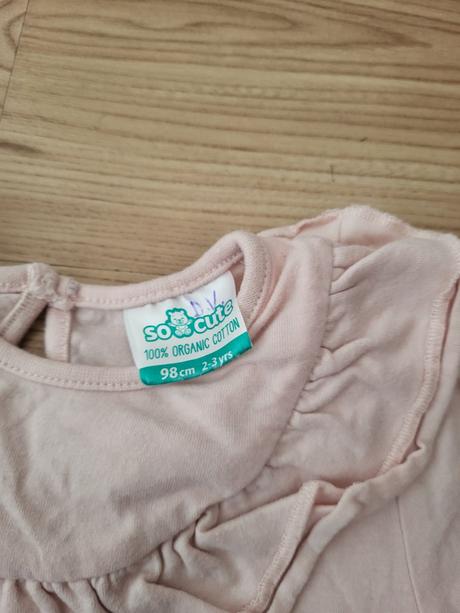 D.V.
SO cute
100% ORGANIC COTTON
98cm 2-3 yrs